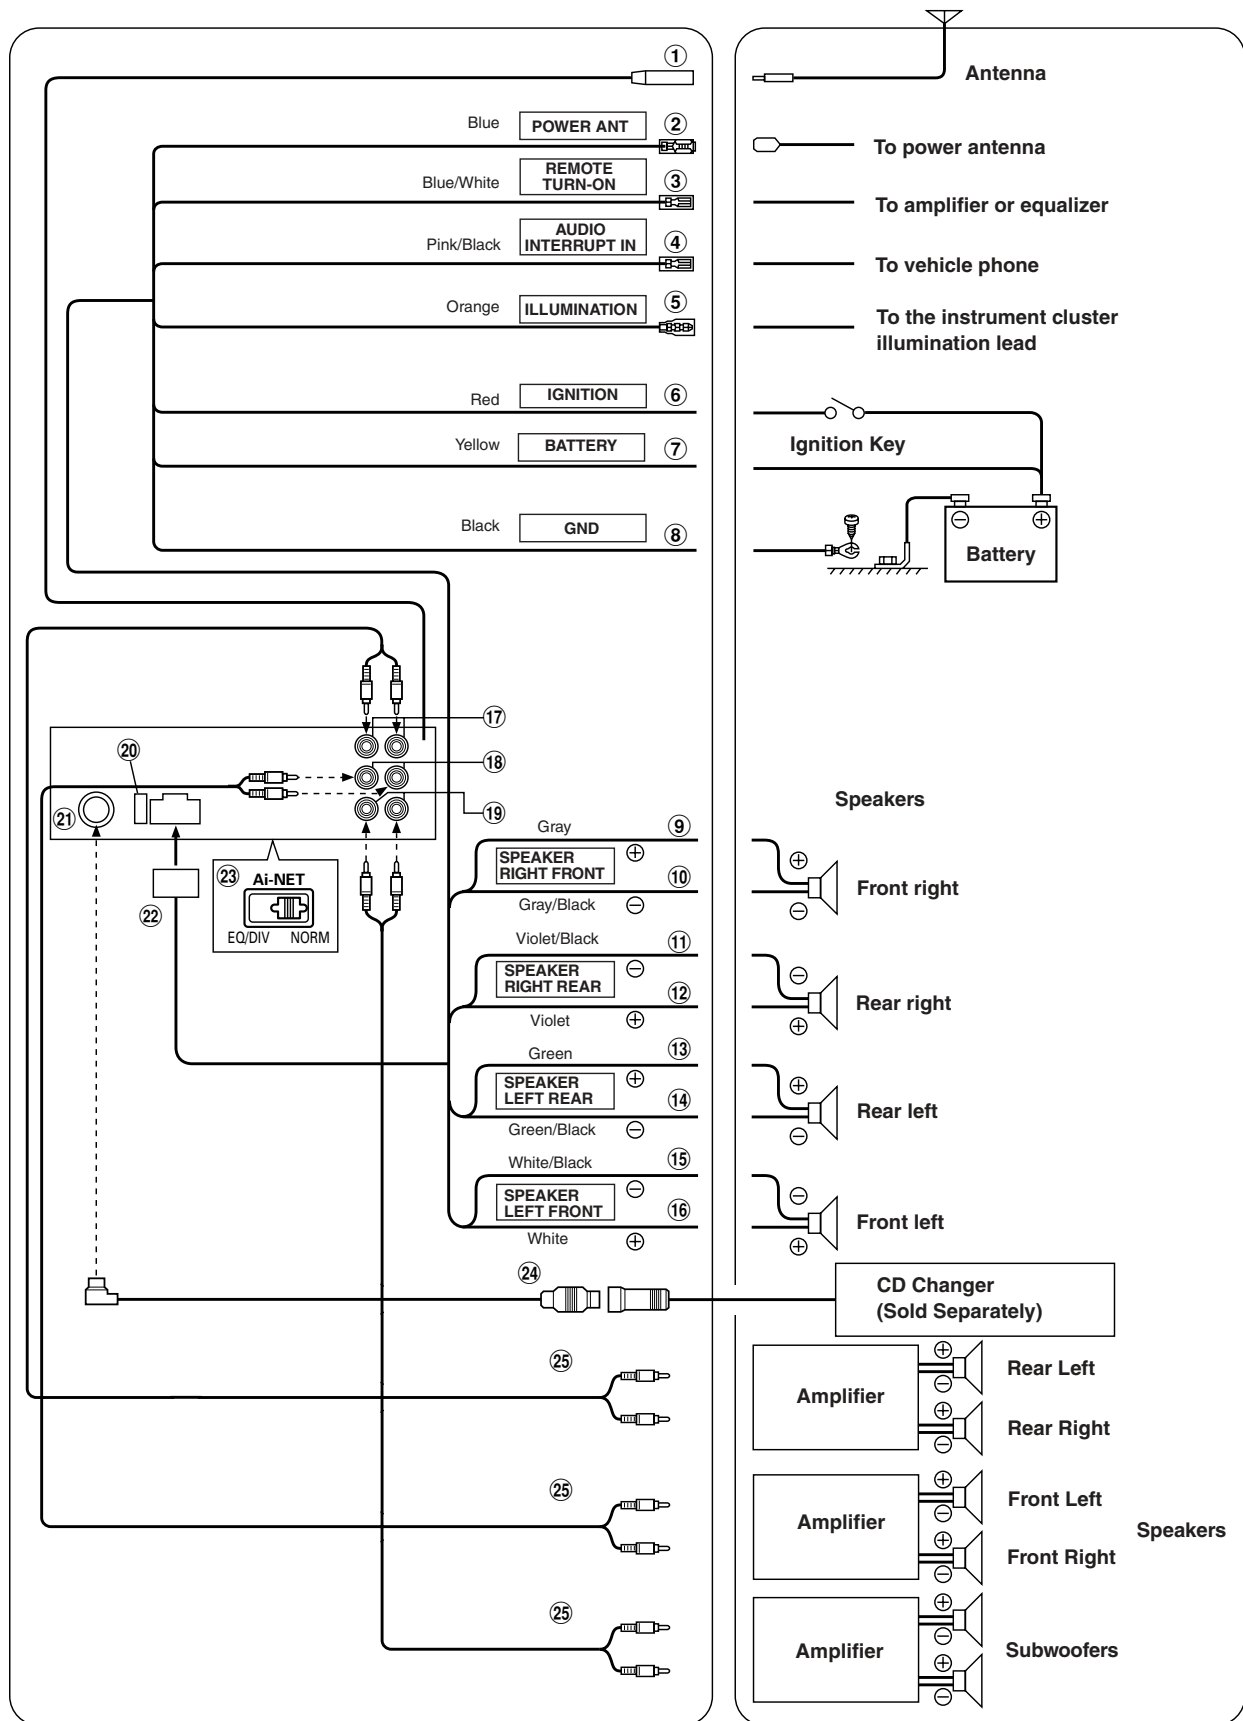 ①
Antenna
Blue
POWER ANT
②
To power antenna
Blue/White
REMOTE
TURN-ON
③
To amplifier or equalizer
Pink/Black
AUDIO
INTERRUPT IN
④
To vehicle phone
Orange
ILLUMINATION
⑤
To the instrument cluster
illumination lead
Red
IGNITION
⑥
Ignition Key
Yellow
BATTERY
⑦
Black
GND
⑧
⊖
⊕
Battery
⑰
⑱
⑲
⑳
㉑
㉒
㉓
Ai-NET
EQ/DIV
NORM
Speakers
Gray
⑨
SPEAKER
RIGHT FRONT
⊕
⑩
Gray/Black
⊖
⊕
⊖
Front right
Violet/Black
⑪
SPEAKER
RIGHT REAR
⊖
⑫
Violet
⊕
⊖
⊕
Rear right
Green
⑬
SPEAKER
LEFT REAR
⊕
⑭
Green/Black
⊖
⊕
⊖
Rear left
White/Black
⑮
SPEAKER
LEFT FRONT
⊖
⑯
White
⊕
⊖
⊕
Front left
㉔
CD Changer
(Sold Separately)
㉕
Amplifier
⊕
⊖
Rear Left
⊕
⊖
Rear Right
㉕
Amplifier
⊕
⊖
Front Left
⊕
⊖
Front Right
Speakers
㉕
Amplifier
⊕
⊖
⊕
⊖
Subwoofers